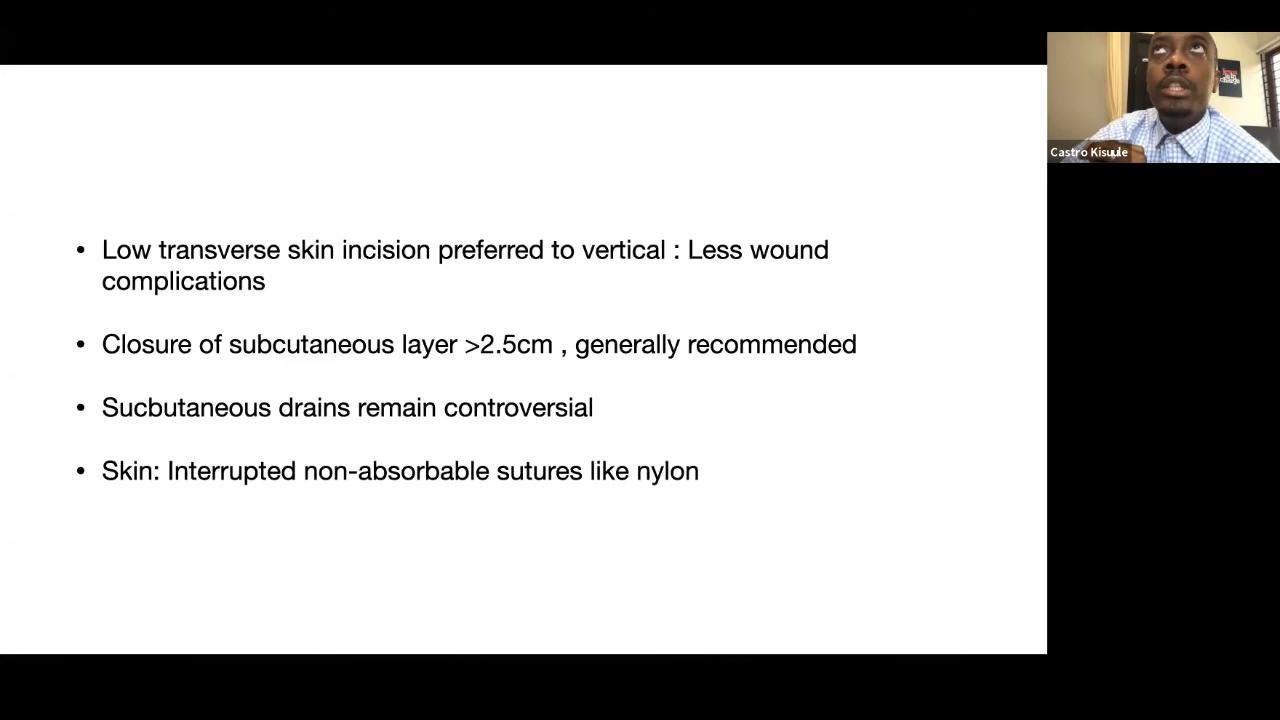 • Low transverse skin incision preferred to vertical : Less wound
complications
• Closure of subcutaneous layer >2.5cm , generally recommended
• Sucbutaneous drains remain controversial
• Skin: Interrupted non-absorbable sutures like nylon
Castro Kisuule